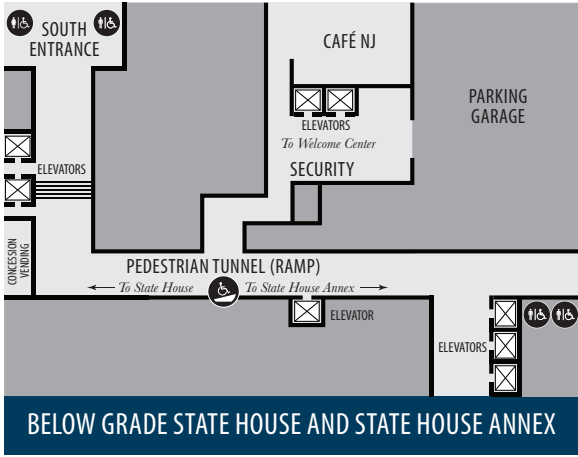 SOUTH
ENTRANCE
CAFÉ NJ
PARKING
GARAGE
ELEVATORS
To Welcome Center
SECURITY
ELEVATORS
CONCESSION
VENDING
PEDESTRIAN TUNNEL (RAMP)
To State House
To State House Annex
ELEVATOR
ELEVATORS
BELOW GRADE STATE HOUSE AND STATE HOUSE ANNEX